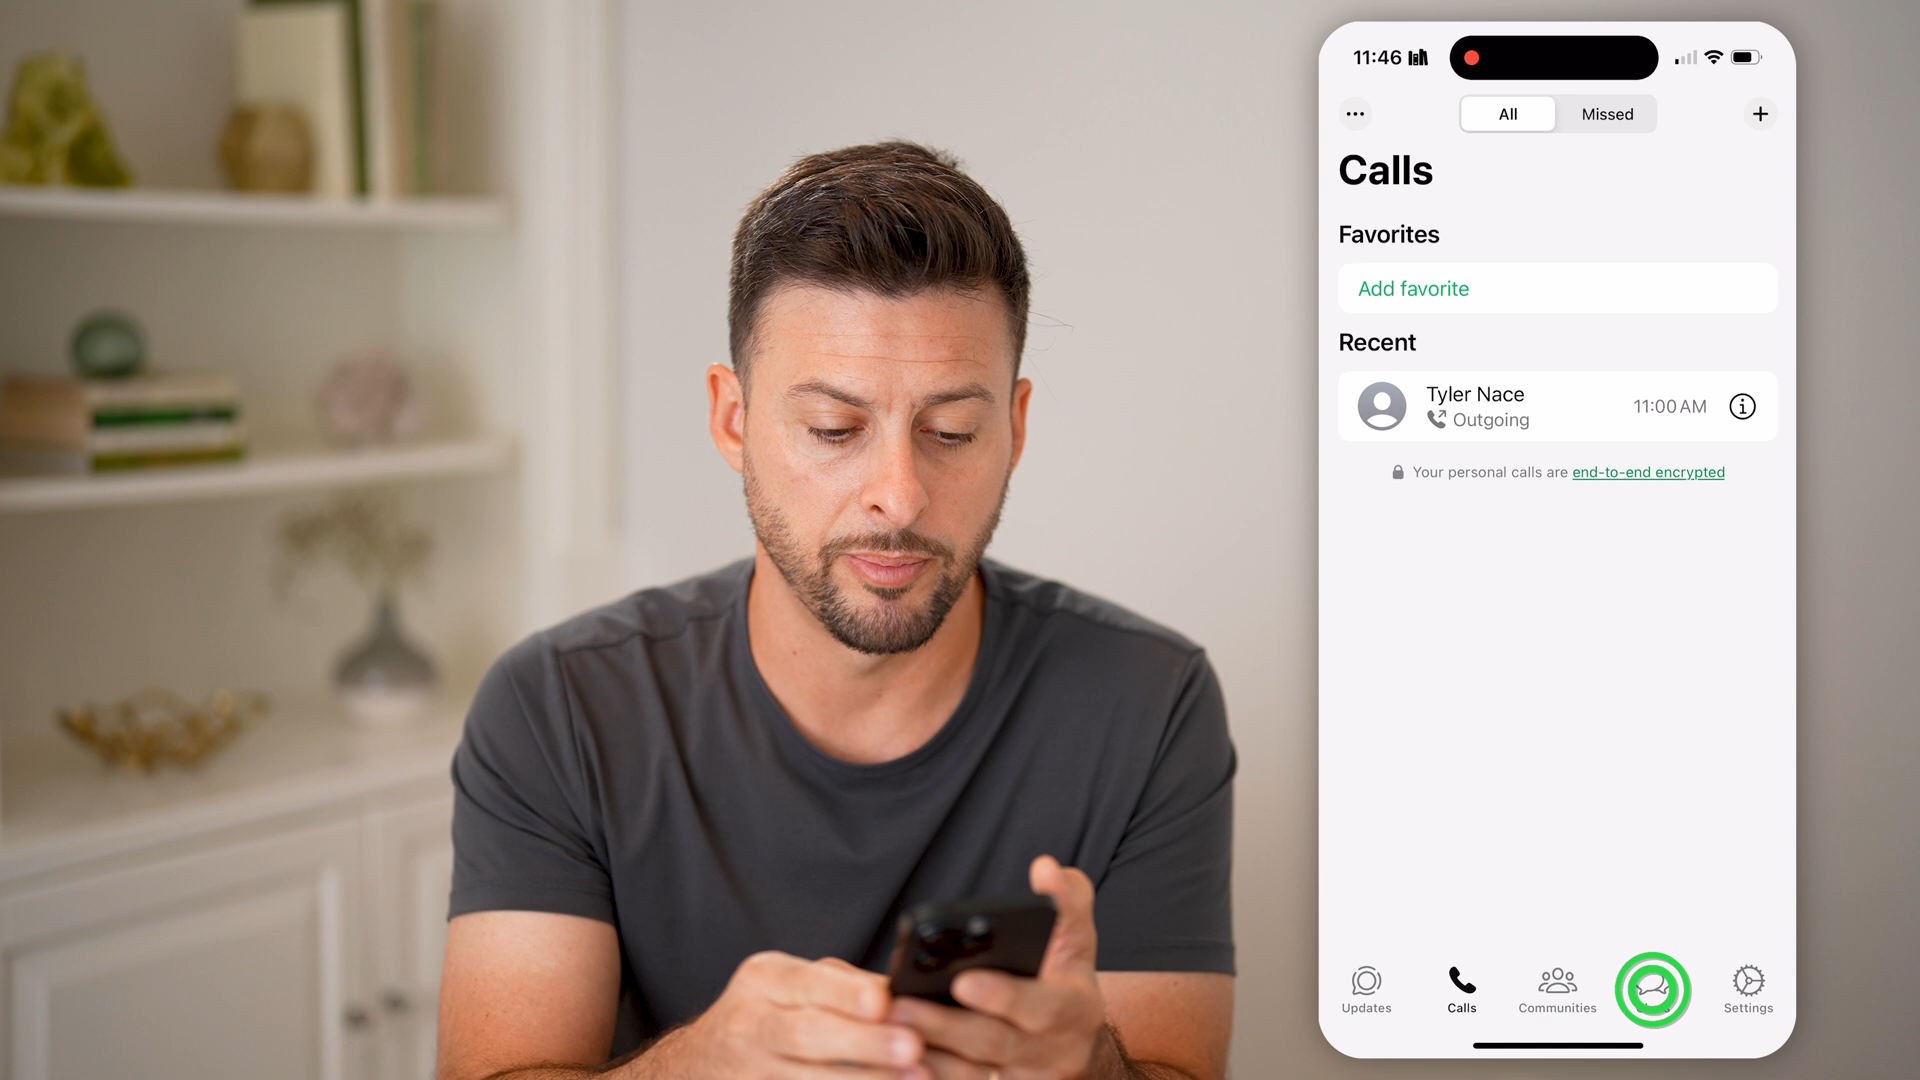 11:46
All
Missed
Calls
Favorites
Add favorite
Recent
Tyler Nace
11:00 AM
Outgoing
Your personal calls are end-to-end encrypted
Updates
Calls
Communities
Settings